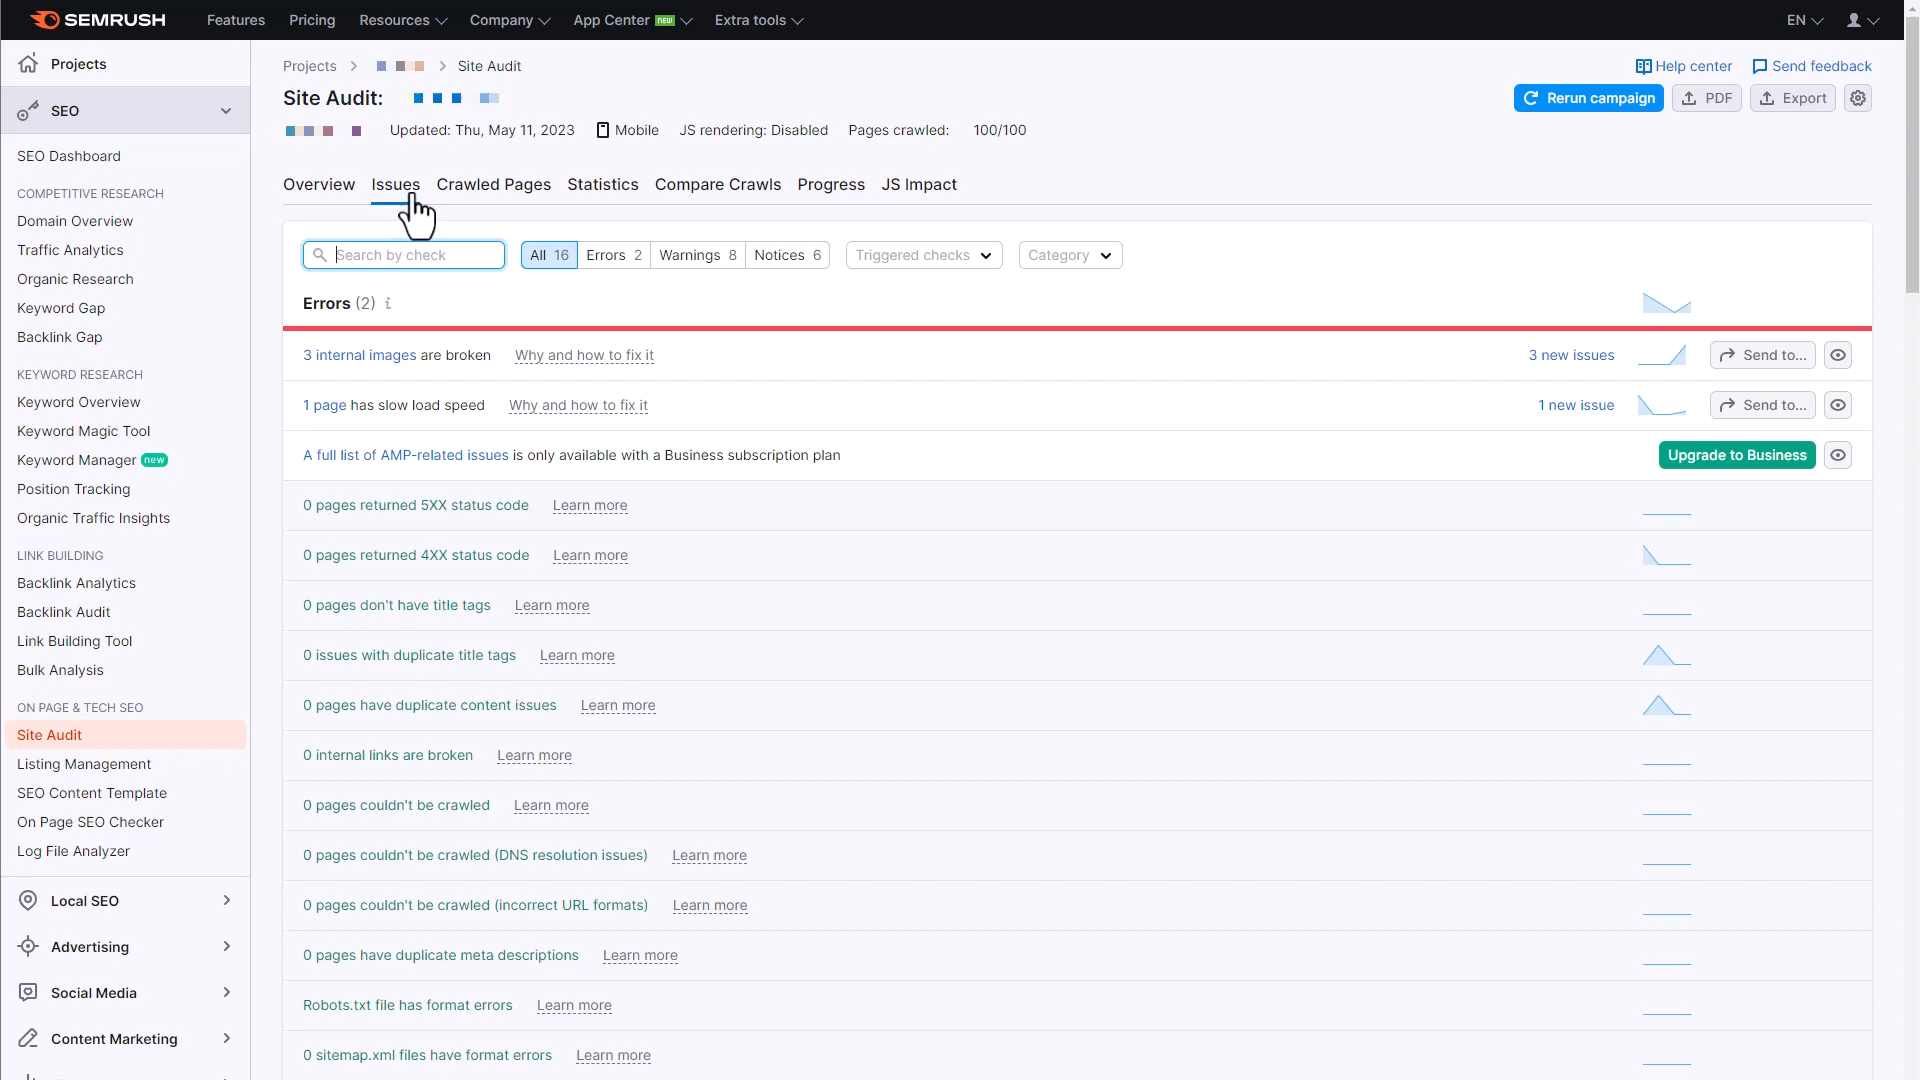 SEMRUSH Features Pricing Resources Company App Center NEW Extra tools EN
Projects
SEO
SEO Dashboard
COMPETITIVE RESEARCH
Domain Overview
Traffic Analytics
Organic Research
Keyword Gap
Backlink Gap
KEYWORD RESEARCH
Keyword Overview
Keyword Magic Tool
Keyword Manager new
Position Tracking
Organic Traffic Insights
LINK BUILDING
Backlink Analytics
Backlink Audit
Link Building Tool
Bulk Analysis
ON PAGE & TECH SEO
Site Audit
Listing Management
SEO Content Template
On Page SEO Checker
Log File Analyzer
Local SEO
Advertising
Social Media
Content Marketing
Projects > > Site Audit
Help center Send feedback
Site Audit:
Rerun campaign PDF Export
Updated: Thu, May 11, 2023 Mobile JS rendering: Disabled Pages crawled: 100/100
Overview Issues Crawled Pages Statistics Compare Crawls Progress JS Impact
Search by check All 16 Errors 2 Warnings 8 Notices 6 Triggered checks Category
Errors (2) i
3 internal images are broken Why and how to fix it 3 new issues Send to...
1 page has slow load speed Why and how to fix it 1 new issue Send to...
A full list of AMP-related issues is only available with a Business subscription plan Upgrade to Business
0 pages returned 5XX status code Learn more
0 pages returned 4XX status code Learn more
0 pages don't have title tags Learn more
0 issues with duplicate title tags Learn more
0 pages have duplicate content issues Learn more
0 internal links are broken Learn more
0 pages couldn't be crawled Learn more
0 pages couldn't be crawled (DNS resolution issues) Learn more
0 pages couldn't be crawled (incorrect URL formats) Learn more
0 pages have duplicate meta descriptions Learn more
Robots.txt file has format errors Learn more
0 sitemap.xml files have format errors Learn more